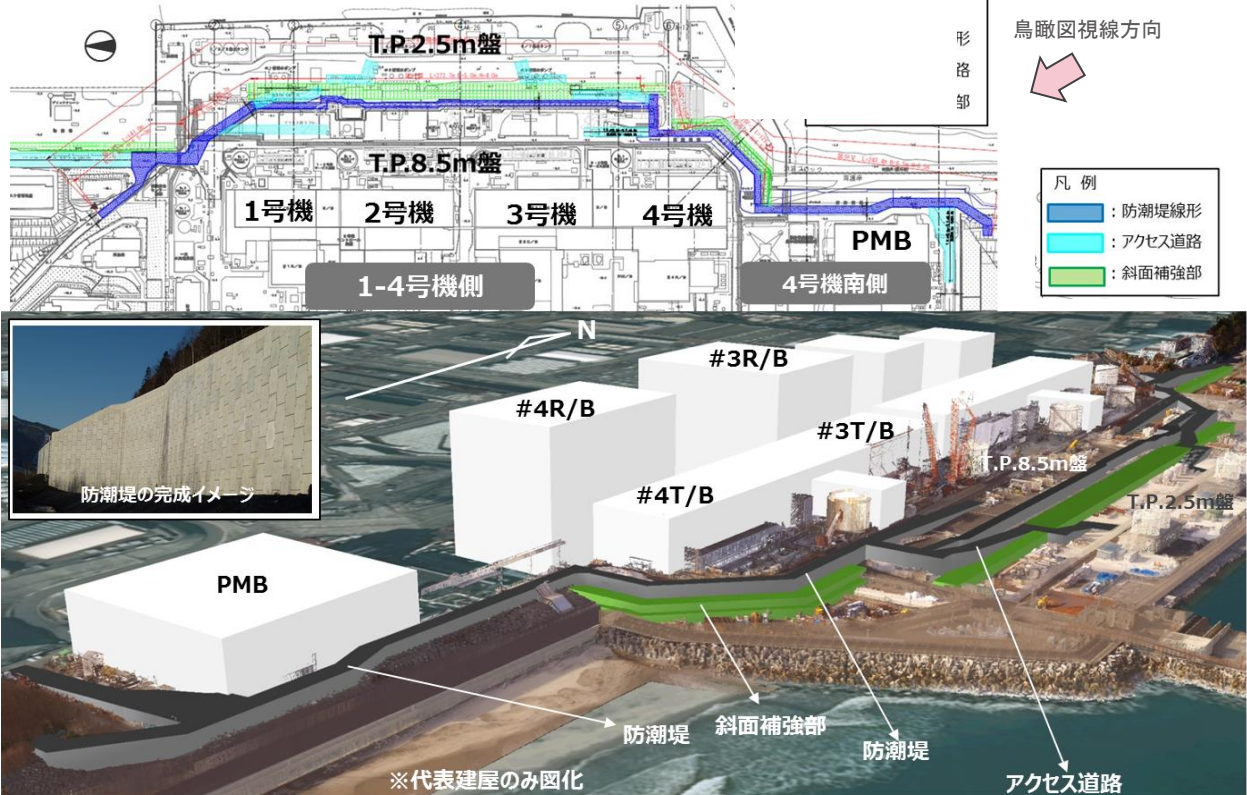 T.P.2.5m盤
形
路
部
鳥瞰図視線方向
T.P.8.5m盤
1号機
2号機
3号機
4号機
PMB
1-4号機側
4号機南側
凡 例
：防潮堤線形
：アクセス道路
：斜面補強部
防潮堤の完成イメージ
N
#3R/B
#4R/B
#3T/B
#4T/B
T.P.8.5m盤
T.P.2.5m盤
PMB
防潮堤
斜面補強部
防潮堤
アクセス道路
※代表建屋のみ図化